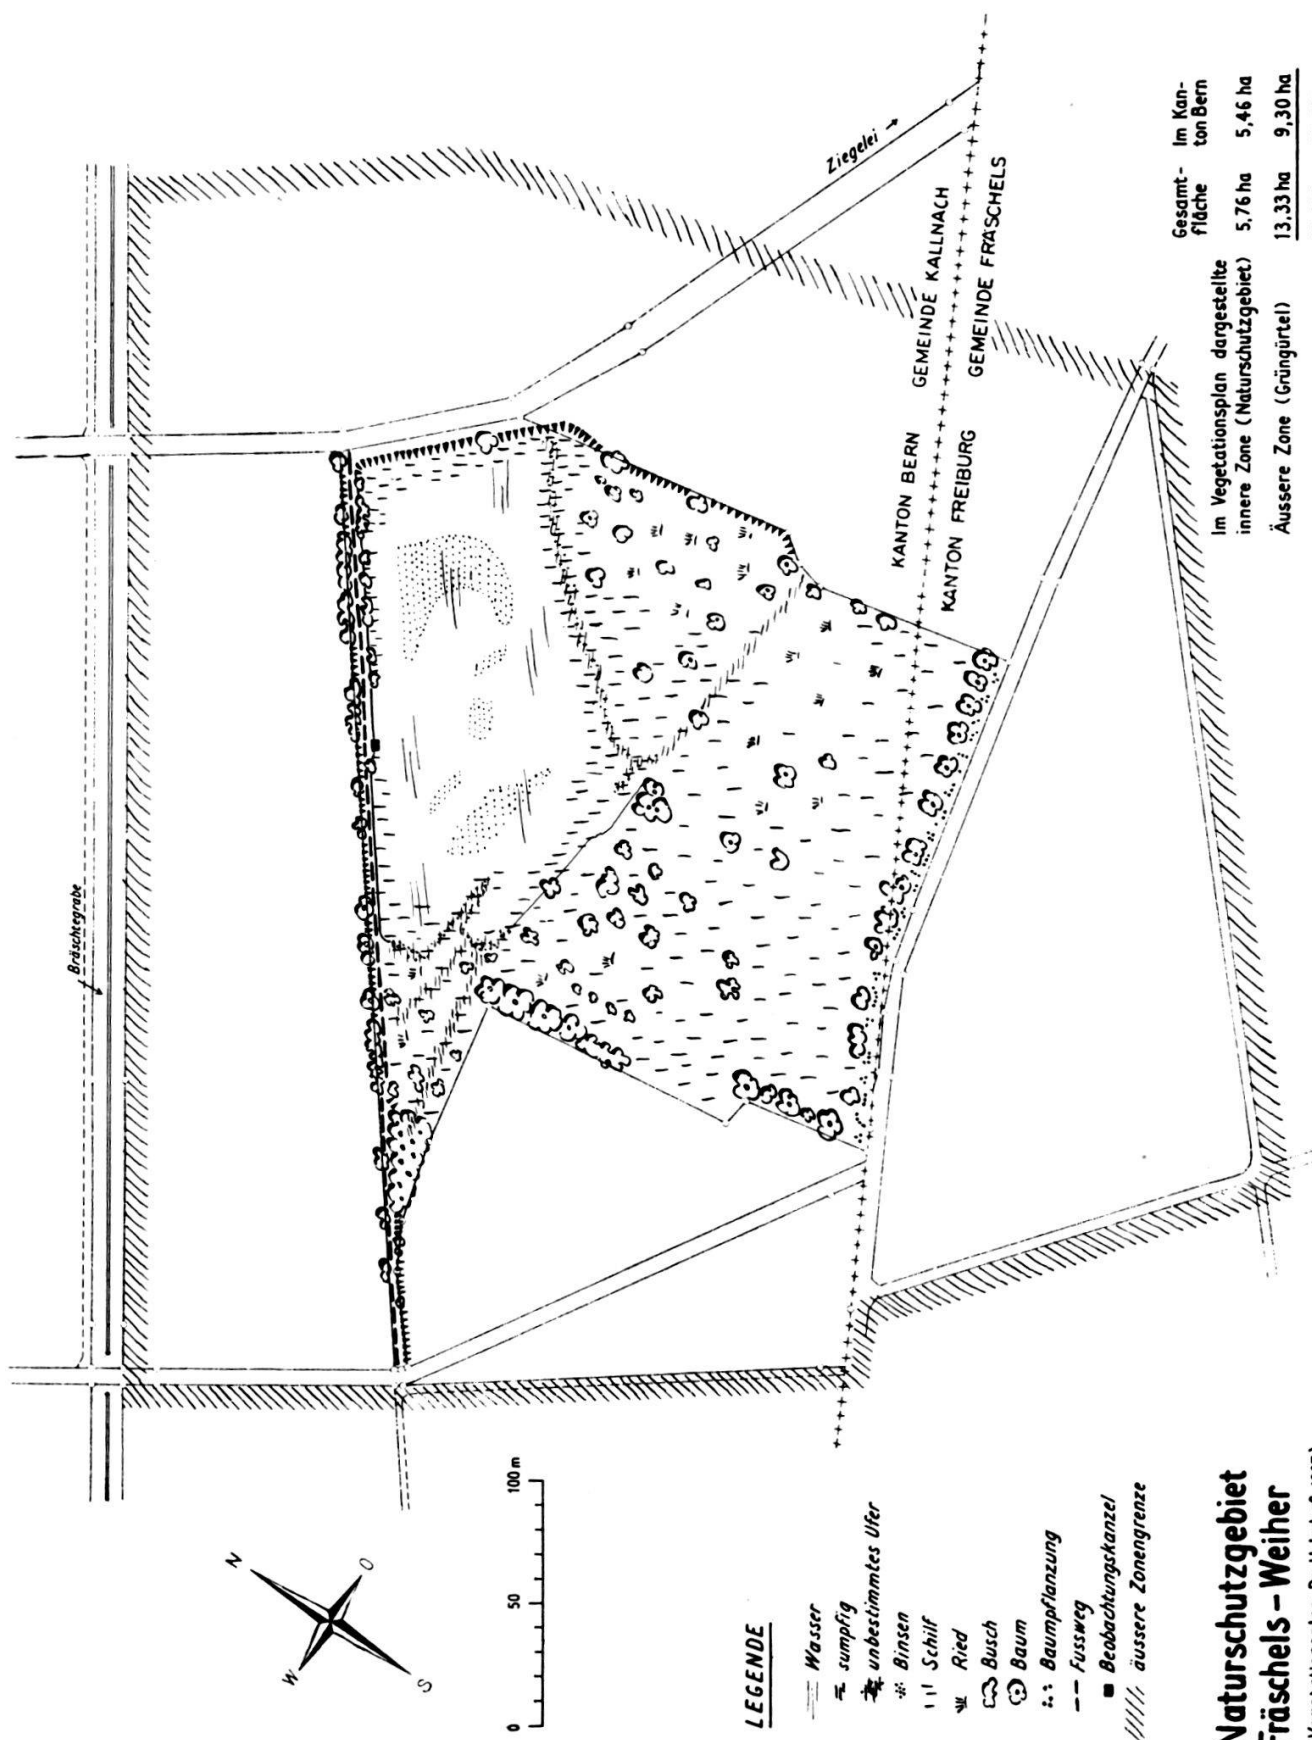 Bräschtegrabe
Ziegelei
KANTON BERN GEMEINDE KALLNACH
KANTON FREIBURG GEMEINDE FRÄSCHELS
N
O
S
W
0 50 100 m
LEGENDE
Wasser
sumpfig
unbestimmtes Ufer
Binsen
Schilf
Ried
Busch
Baum
Baumpflanzung
Fussweg
Beobachtungskanzel
äussere Zonengrenze
Naturschutzgebiet
Fräschels-Weiher
Gesamt- Im Kan-
fläche ton Bern
Im Vegetationsplan dargestellte
innere Zone (Naturschutzgebiet) 5,76 ha 5,46 ha
Äussere Zone (Grüngürtel) 13,33 ha 9,30 ha